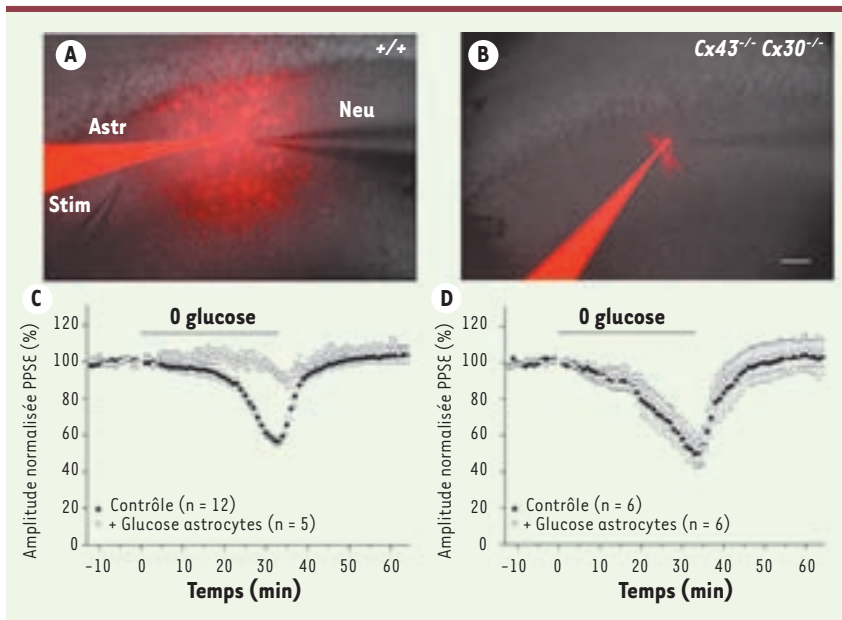 A
+/+
Astr
Neu
Stim
B
Cx43-/- Cx30-/-
C
0 glucose
Amplitude normalisée PPSE (%)
120
100
80
60
40
20
0
Contrôle (n = 12)
+ Glucose astrocytes (n = 5)
-10 0 10 20 30 40 50 60
Temps (min)
D
0 glucose
Amplitude normalisée PPSE (%)
120
100
80
60
40
20
0
Contrôle (n = 6)
+ Glucose astrocytes (n = 6)
-10 0 10 20 30 40 50 60
Temps (min)